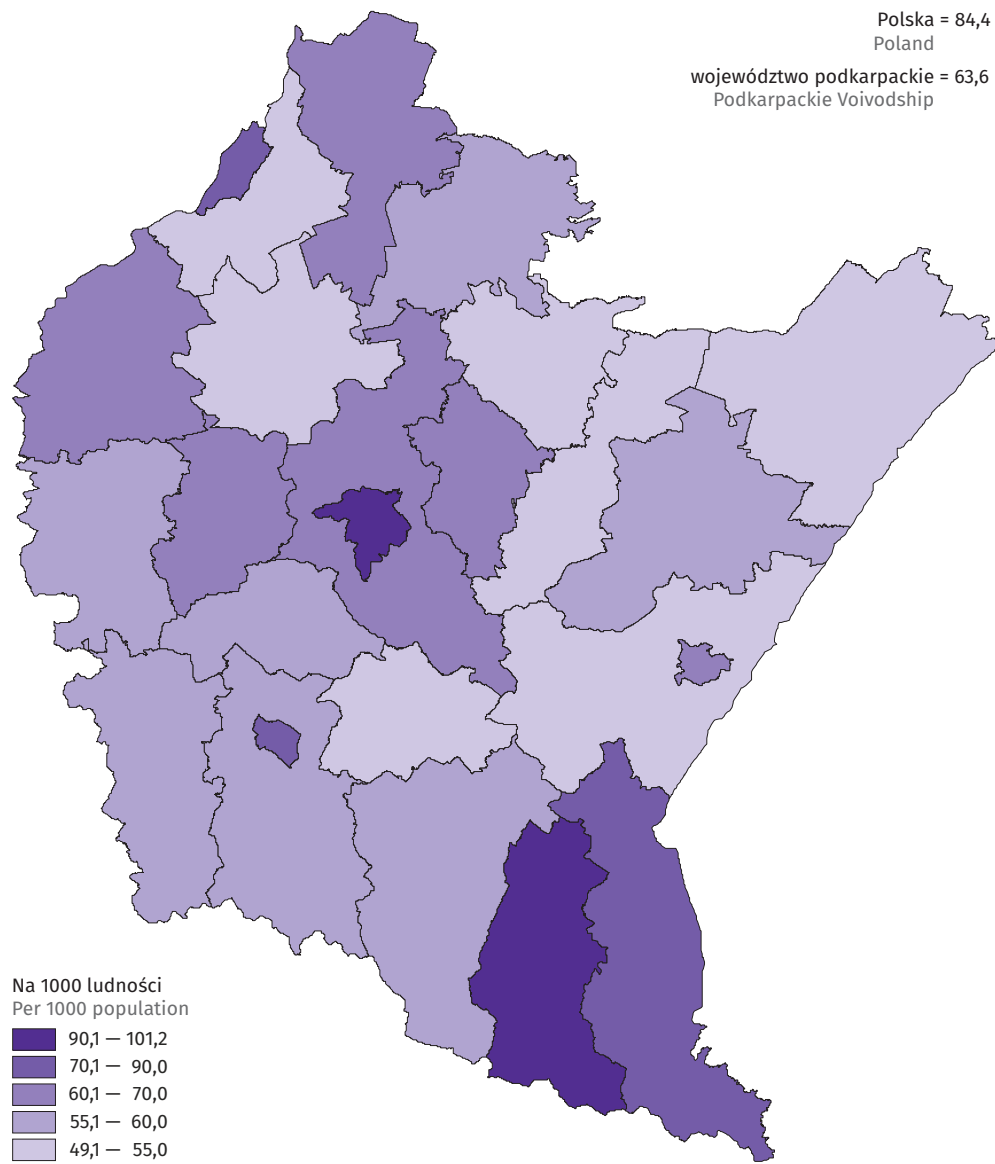 Polska = 84,4
Poland
województwo podkarpackie = 63,6
Podkarpackie Voivodship
Na 1000 ludności
Per 1000 population
90,1 — 101,2
70,1 — 90,0
60,1 — 70,0
55,1 — 60,0
49,1 — 55,0